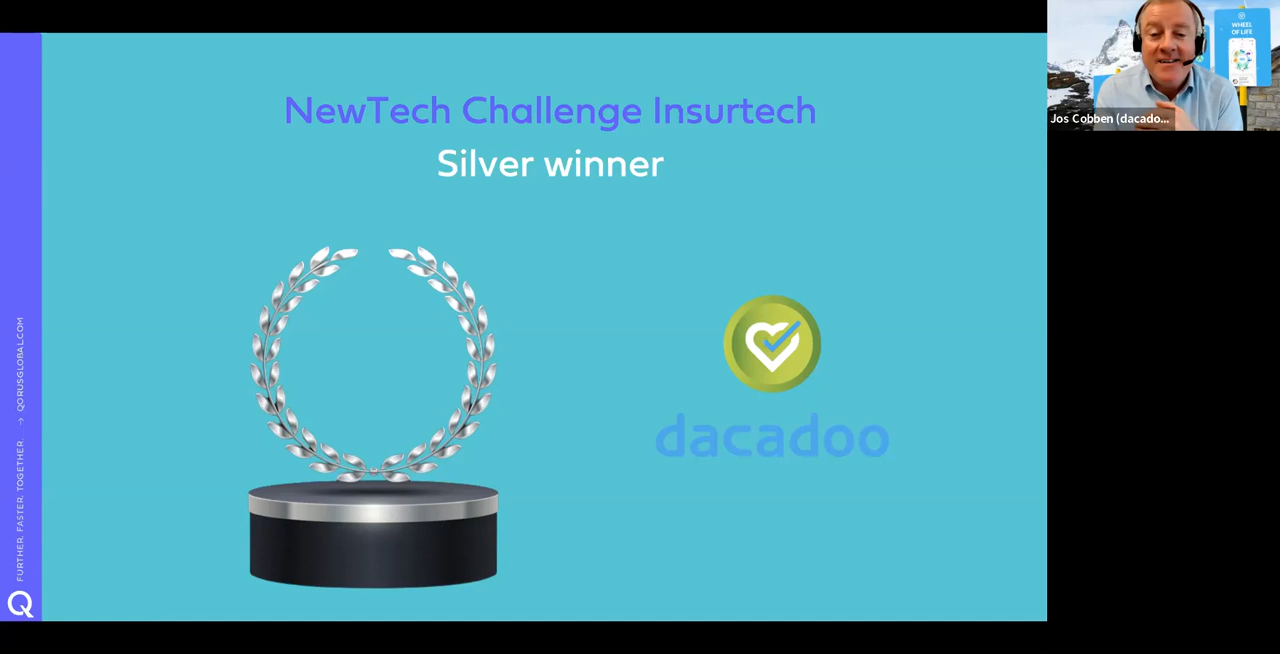 NewTech Challenge Insurtech
Silver winner
dacadoo
FURTHER. FASTER. TOGETHER. → QORUSGLOBAL.COM
Q
WHEEL
OF LIFE
Jos Cobben (dacado...